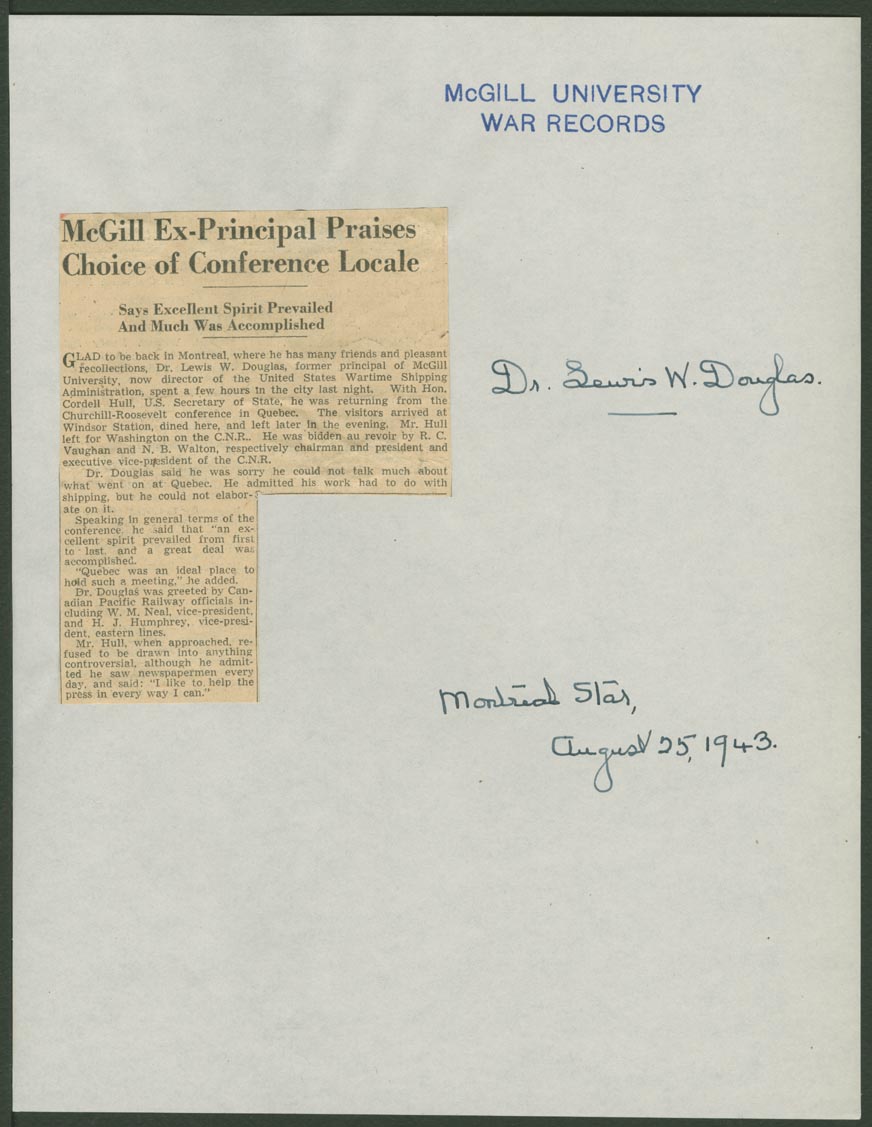 McGILL UNIVERSITY
WAR RECORDS
McGill Ex-Principal Praises
Choice of Conference Locale
Says Excellent Spirit Prevailed
And Much Was Accomplished
GLAD to be back in Montreal, where he has many friends and pleasant
recollections, Dr. Lewis W. Douglas, former principal of McGill
University, now director of the United States Wartime Shipping
Administration, spent a few hours in the city last night. With Hon.
Cordell Hull, U.S. Secretary of State, he was returning from the
Churchill-Roosevelt conference in Quebec. The visitors arrived at
Windsor Station, dined here, and left later in the evening. Mr. Hull
left for Washington on the C.N.R.. He was bidden au revoir by R. C.
Vaughan and N. B. Walton, respectively chairman and president and
executive vice-president of the C.N.R.
Dr. Douglas said he was sorry he could not talk much about
what went on at Quebec. He admitted his work had to do with
shipping, but he could not elabor-
ate on it.
Speaking in general terms of the
conference, he said that "an ex-
cellent spirit prevailed from first
to last, and a great deal was
accomplished.
"Quebec was an ideal place to
hold such a meeting," he added.
Dr. Douglas was greeted by Can-
adian Pacific Railway officials in-
cluding W. M. Neal, vice-president,
and H. J. Humphrey, vice-presi-
dent, eastern lines.
Mr. Hull, when approached, re-
fused to be drawn into anything
controversial, although he admit-
ted he saw newspapermen every
day, and said: "I like to help the
press in every way I can."
Dr. Lewis W. Douglas.
Montreal Star,
August 25, 1943.